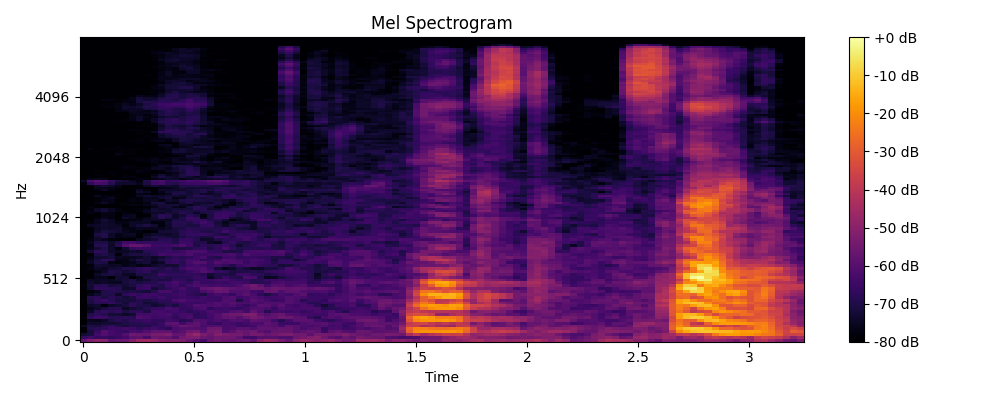 Mel Spectrogram
Hz
4096
2048
1024
512
0
0
0.5
1
1.5
2
2.5
3
Time
+0 dB
-10 dB
-20 dB
-30 dB
-40 dB
-50 dB
-60 dB
-70 dB
-80 dB